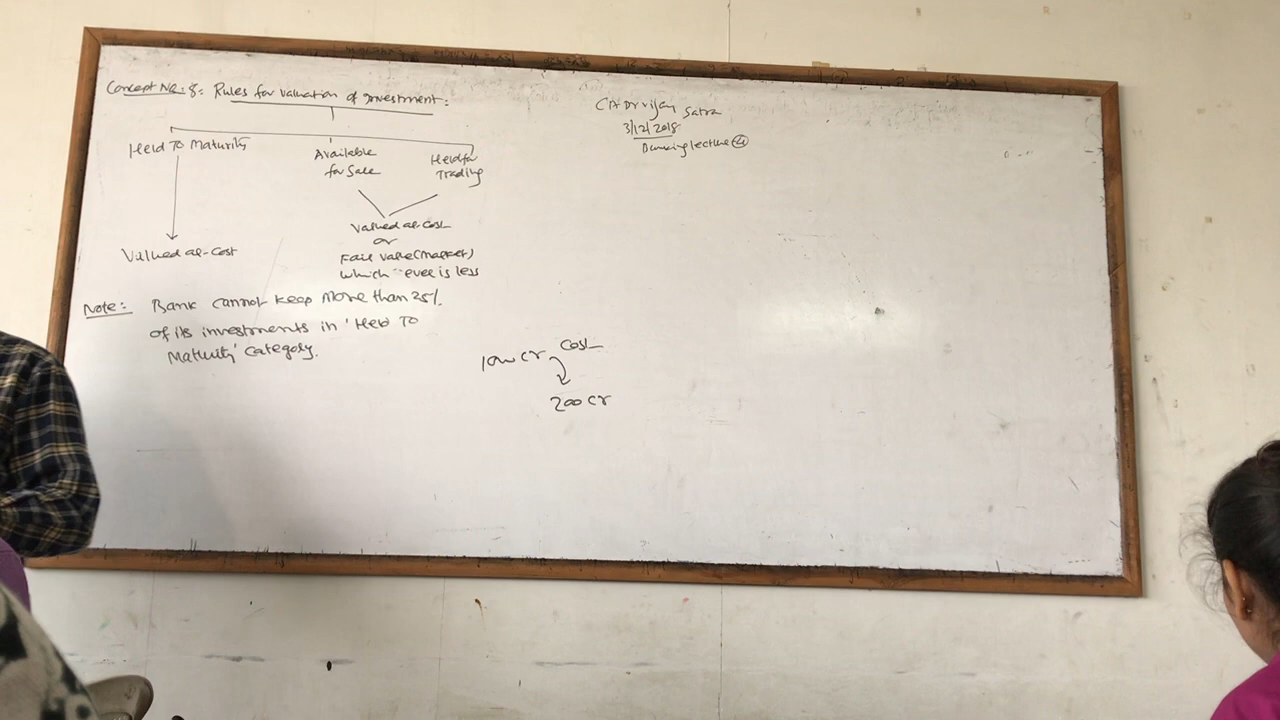 Concept No: 8: Rules for valuation of Investment:
Held To Maturity
Available for Sale
Held for Trading
Valued at Cost
Valued at Cost
or
Fair Value (Market)
which ever is less
Note: Bank cannot keep more than 25%
of its investments in 'Held To
Maturity' Category.
Cost
cr
200 cr
CA Dr Vijay Satra
3/12/2018
Banking lecture 4